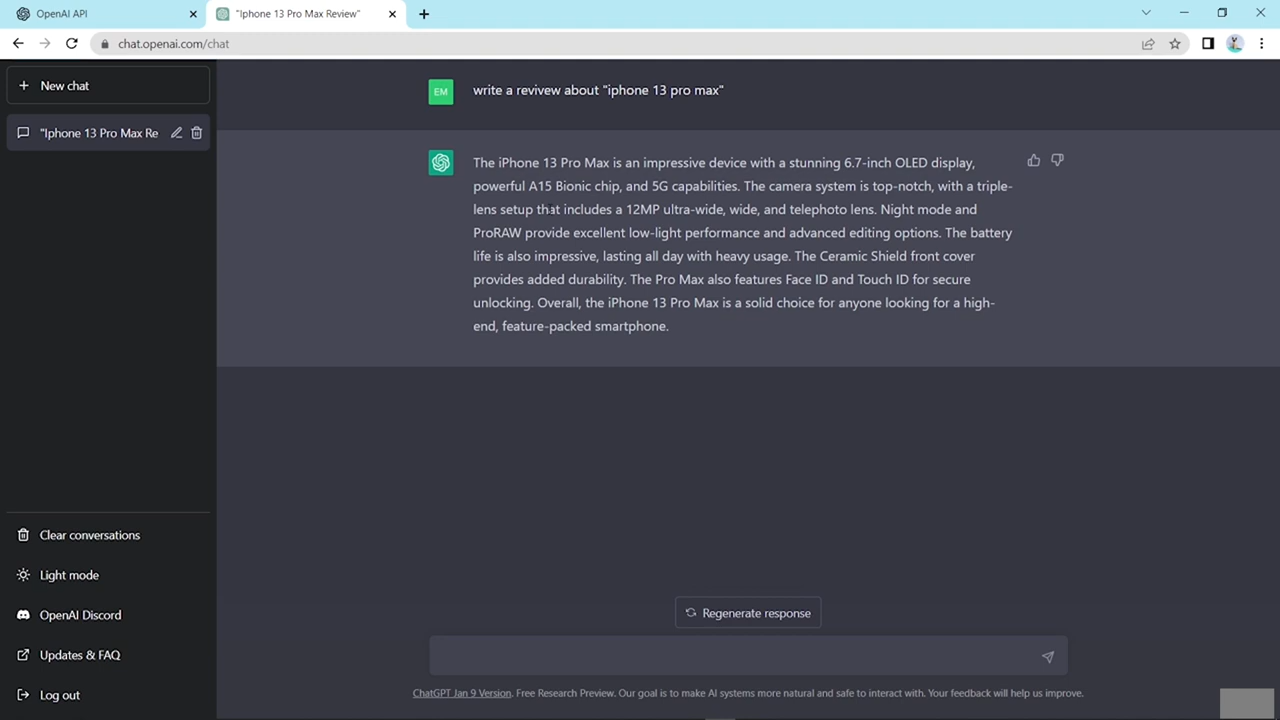 OpenAI API
"Iphone 13 Pro Max Review"
chat.openai.com/chat
New chat
"Iphone 13 Pro Max Re
EM
write a revivew about "iphone 13 pro max"
The iPhone 13 Pro Max is an impressive device with a stunning 6.7-inch OLED display,
powerful A15 Bionic chip, and 5G capabilities. The camera system is top-notch, with a triple-
lens setup that includes a 12MP ultra-wide, wide, and telephoto lens. Night mode and
ProRAW provide excellent low-light performance and advanced editing options. The battery
life is also impressive, lasting all day with heavy usage. The Ceramic Shield front cover
provides added durability. The Pro Max also features Face ID and Touch ID for secure
unlocking. Overall, the iPhone 13 Pro Max is a solid choice for anyone looking for a high-
end, feature-packed smartphone.
Clear conversations
Light mode
OpenAI Discord
Updates & FAQ
Log out
Regenerate response
ChatGPT Jan 9 Version. Free Research Preview. Our goal is to make AI systems more natural and safe to interact with. Your feedback will help us improve.